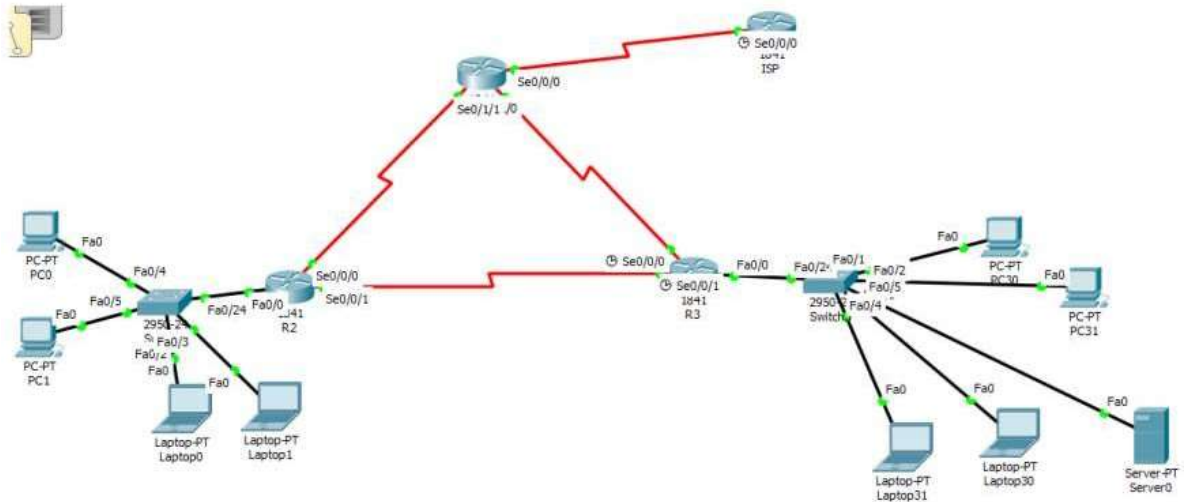 Se0/0/0
ISP
Se0/0/0
Se0/1/1
/0
Fa0
PC-PT
PC0
Fa0/4
Fa0/5
Fa0
PC-PT
PC1
Fa0/24
Fa0/0
Se0/0/0
Se0/0/1
R2
Fa0/3
Fa0
Fa0
Laptop-PT
Laptop0
Laptop-PT
Laptop1
Se0/0/0
Se0/0/1
1841
R3
Fa0/0
Fa0/24
Fa0/1
Fa0/2
Fa0/5
Fa0/4
Switch
Fa0
PC-PT
PC30
Fa0
PC-PT
PC31
Fa0
Laptop-PT
Laptop31
Fa0
Laptop-PT
Laptop30
Fa0
Server-PT
Server0